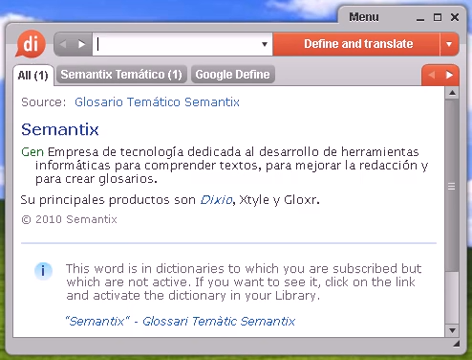 Menu
di
Define and translate
All (1) Semantix Temático (1) Google Define
Source: Glosario Temático Semantix
Semantix
Gen Empresa de tecnología dedicada al desarrollo de herramientas
informáticas para comprender textos, para mejorar la redacción y
para crear glosarios.
Su principales productos son Dixio, Xtyle y Gloxr.
© 2010 Semantix
This word is in dictionaries to which you are subscribed but
which are not active. If you want to see it, click on the link
and activate the dictionary in your Library.
"Semantix" - Glossari Temàtic Semantix